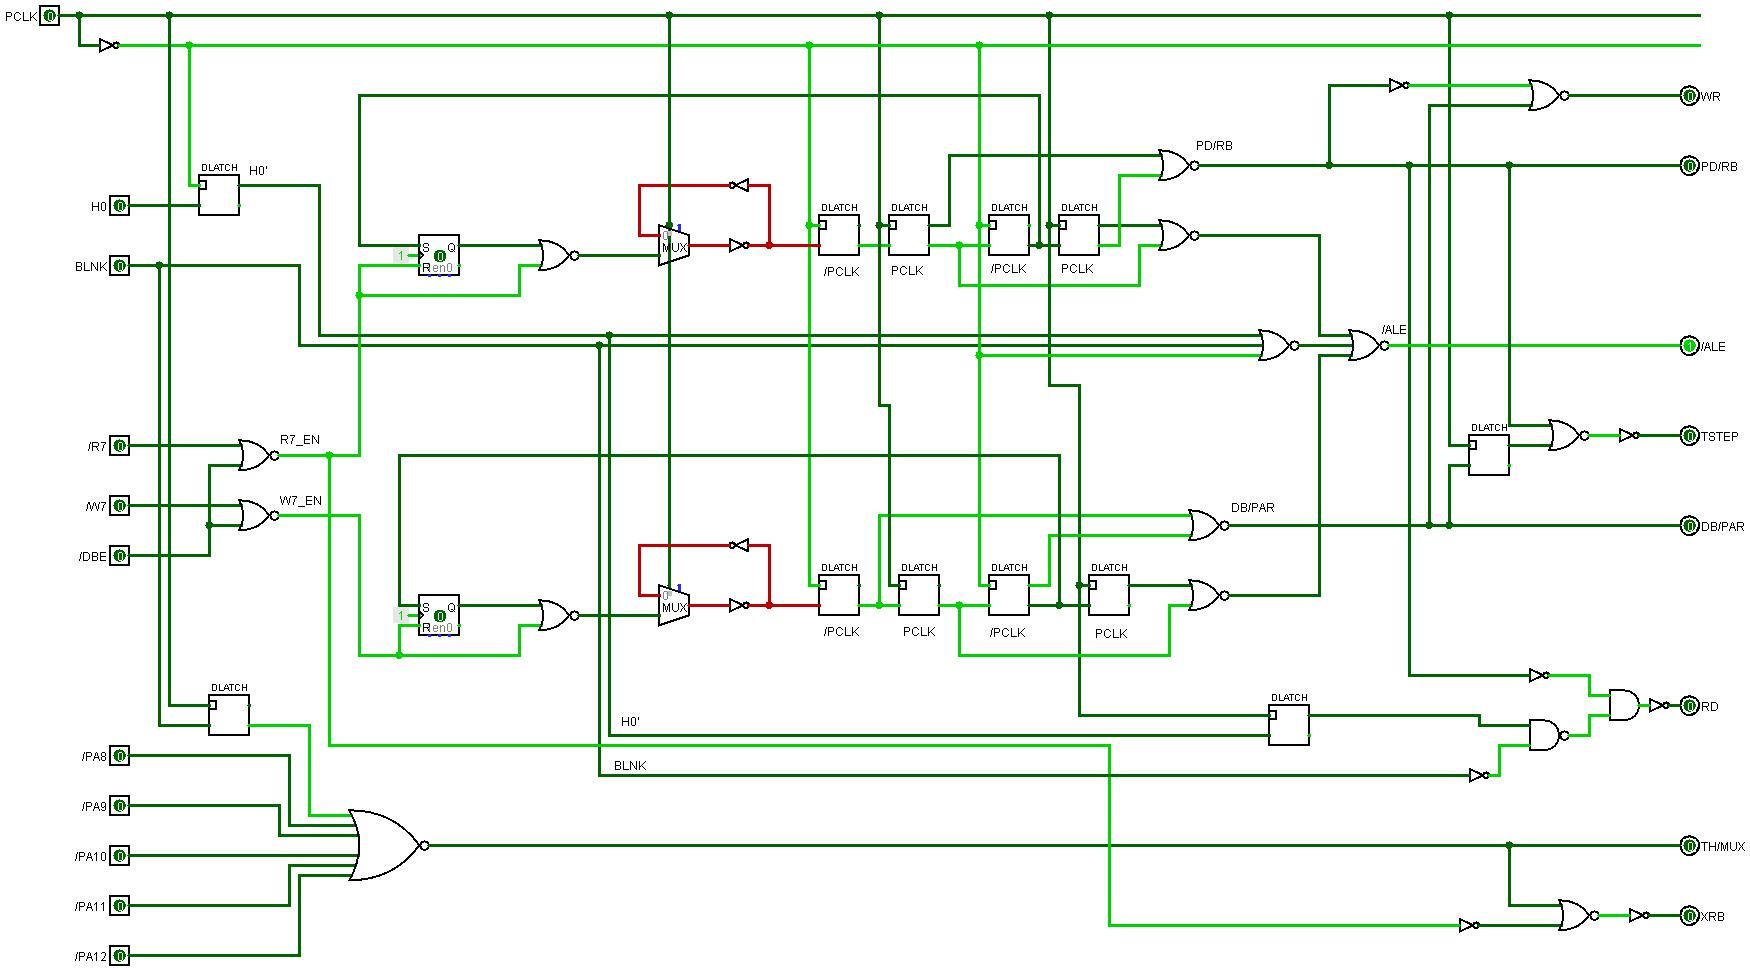 PCLK 0
0 WR
PD/RB
0 PD/RB
DLATCH H0'
H0 0
DLATCH DLATCH DLATCH DLATCH
1
0
MUX
S Q
1 0
R en0
BLNK 0
/PCLK PCLK /PCLK PCLK
/ALE
1 /ALE
DLATCH
0 TSTEP
/R7 0 R7_EN
/W7 0 W7_EN
DB/PAR
0 DB/PAR
/DBE 0
DLATCH DLATCH DLATCH DLATCH
1
0
MUX
S Q
1 0
R en0
/PCLK PCLK /PCLK PCLK
DLATCH
DLATCH
0 RD
H0'
/PA8 0
BLNK
/PA9 0
0 TH/MUX
/PA10 0
/PA11 0
0 XRB
/PA12 0